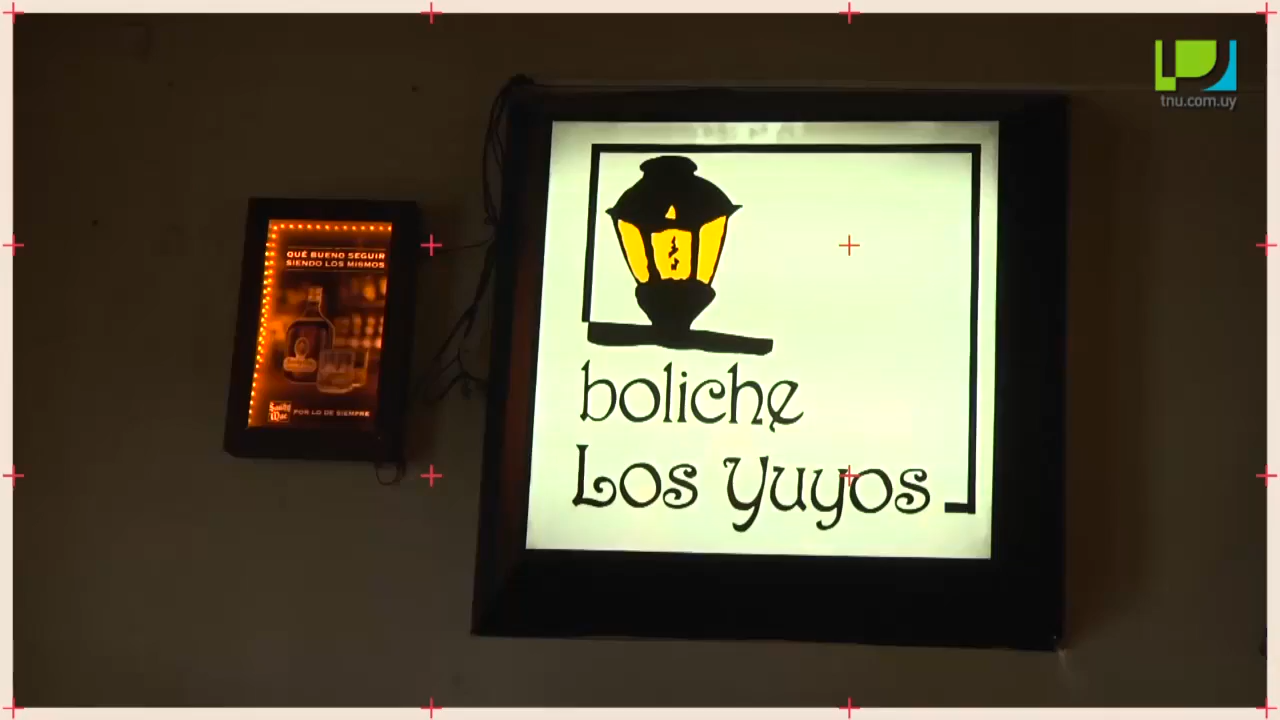 tnu.com.uy
QUÉ BUENO SEGUIR
SIENDO LOS MISMOS
POR LO DE SIEMPRE
boliche
Los Yuyos